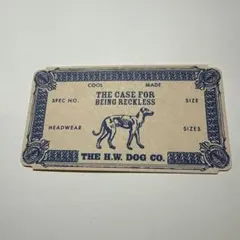 COOL MADE
THE CASE FOR
BEING RECKLESS
SPEC NO. SIZE
HEADWEAR SIZES
THE H.W. DOG CO.